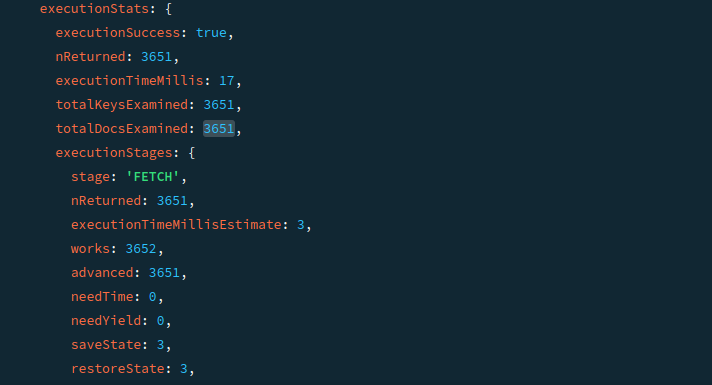 executionStats: {
executionSuccess: true,
nReturned: 3651,
executionTimeMillis: 17,
totalKeysExamined: 3651,
totalDocsExamined: 3651,
executionStages: {
stage: 'FETCH',
nReturned: 3651,
executionTimeMillisEstimate: 3,
works: 3652,
advanced: 3651,
needTime: 0,
needYield: 0,
saveState: 3,
restoreState: 3,